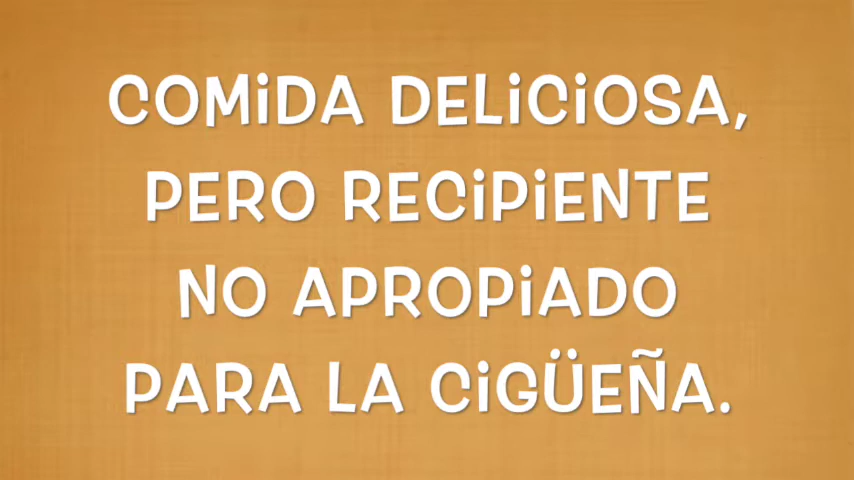 COMiDA DELiCiOSA,
PERO RECiPiENTE
NO APROPiADO
PARA LA CiGÜEÑA.